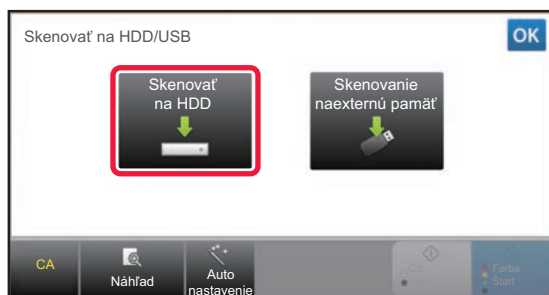 Skenovať na HDD/USB
OK
Skenovať
na HDD
Skenovanie
naexternú pamäť
CA
Náhľad
Auto
nastavenie
Farba
Štart